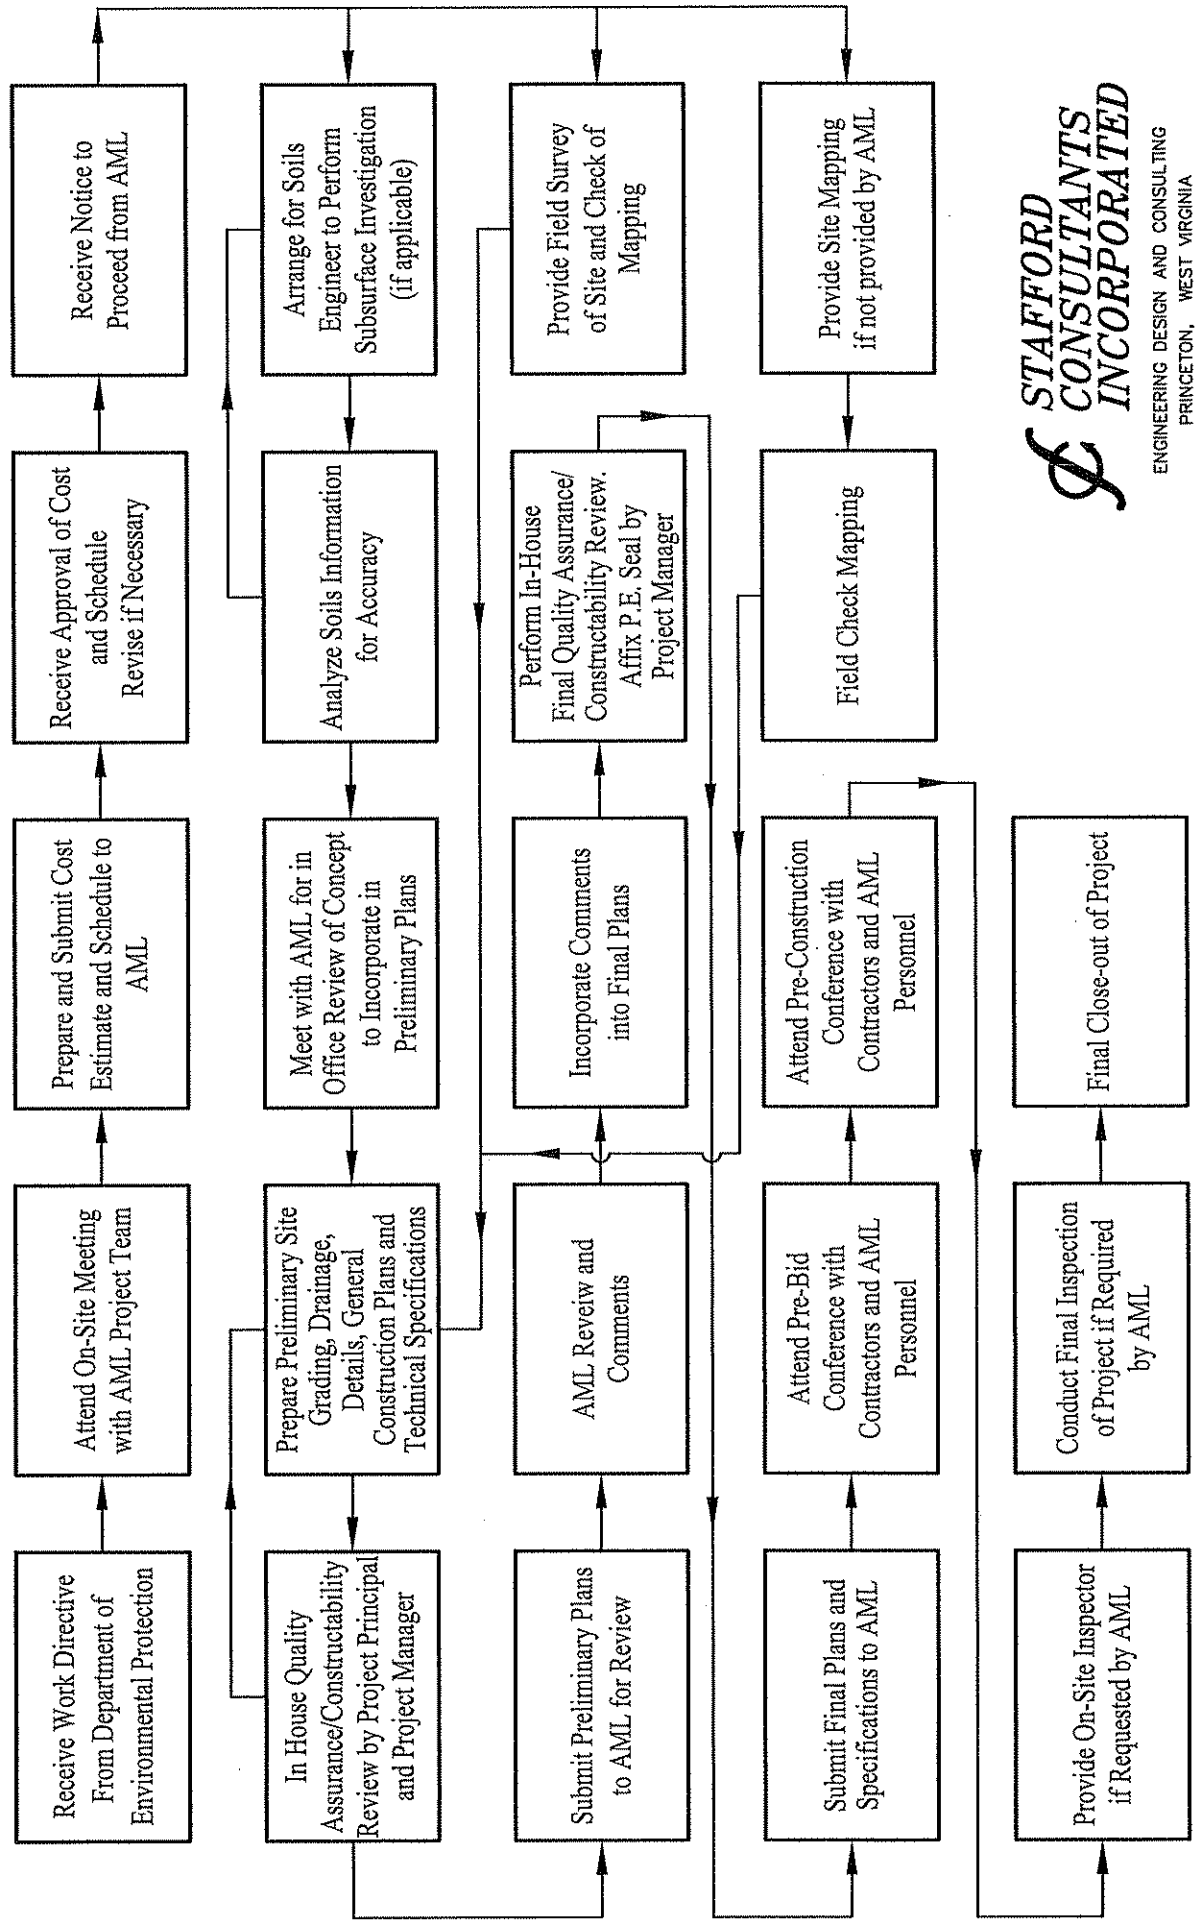 Receive Work Directive
From Department of
Environmental Protection
Attend On-Site Meeting
with AML Project Team
Prepare and Submit Cost
Estimate and Schedule to
AML
Receive Approval of Cost
and Schedule
Revise if Necessary
Receive Notice to
Proceed from AML
In House Quality
Assurance/Constructability
Review by Project Principal
and Project Manager
Prepare Preliminary Site
Grading, Drainage,
Details, General
Construction Plans and
Technical Specifications
Meet with AML for in
Office Review of Concept
to Incorporate in
Preliminary Plans
Analyze Soils Information
for Accuracy
Arrange for Soils
Engineer to Perform
Subsurface Investigation
(if applicable)
Submit Preliminary Plans
to AML for Review
AML Reveiw and
Comments
Incorporate Comments
into Final Plans
Perform In-House
Final Quality Assurance/
Constructability Review.
Affix P.E. Seal by
Project Manager
Provide Field Survey
of Site and Check of
Mapping
Submit Final Plans and
Specifications to AML
Attend Pre-Bid
Conference with
Contractors and AML
Personnel
Attend Pre-Construction
Conference with
Contractors and AML
Personnel
Field Check Mapping
Provide Site Mapping
if not provided by AML
Provide On-Site Inspector
if Requested by AML
Conduct Final Inspection
of Project if Required
by AML
Final Close-out of Project
STAFFORD
CONSULTANTS
INCORPORATED
ENGINEERING DESIGN AND CONSULTING
PRINCETON, WEST VIRGINIA